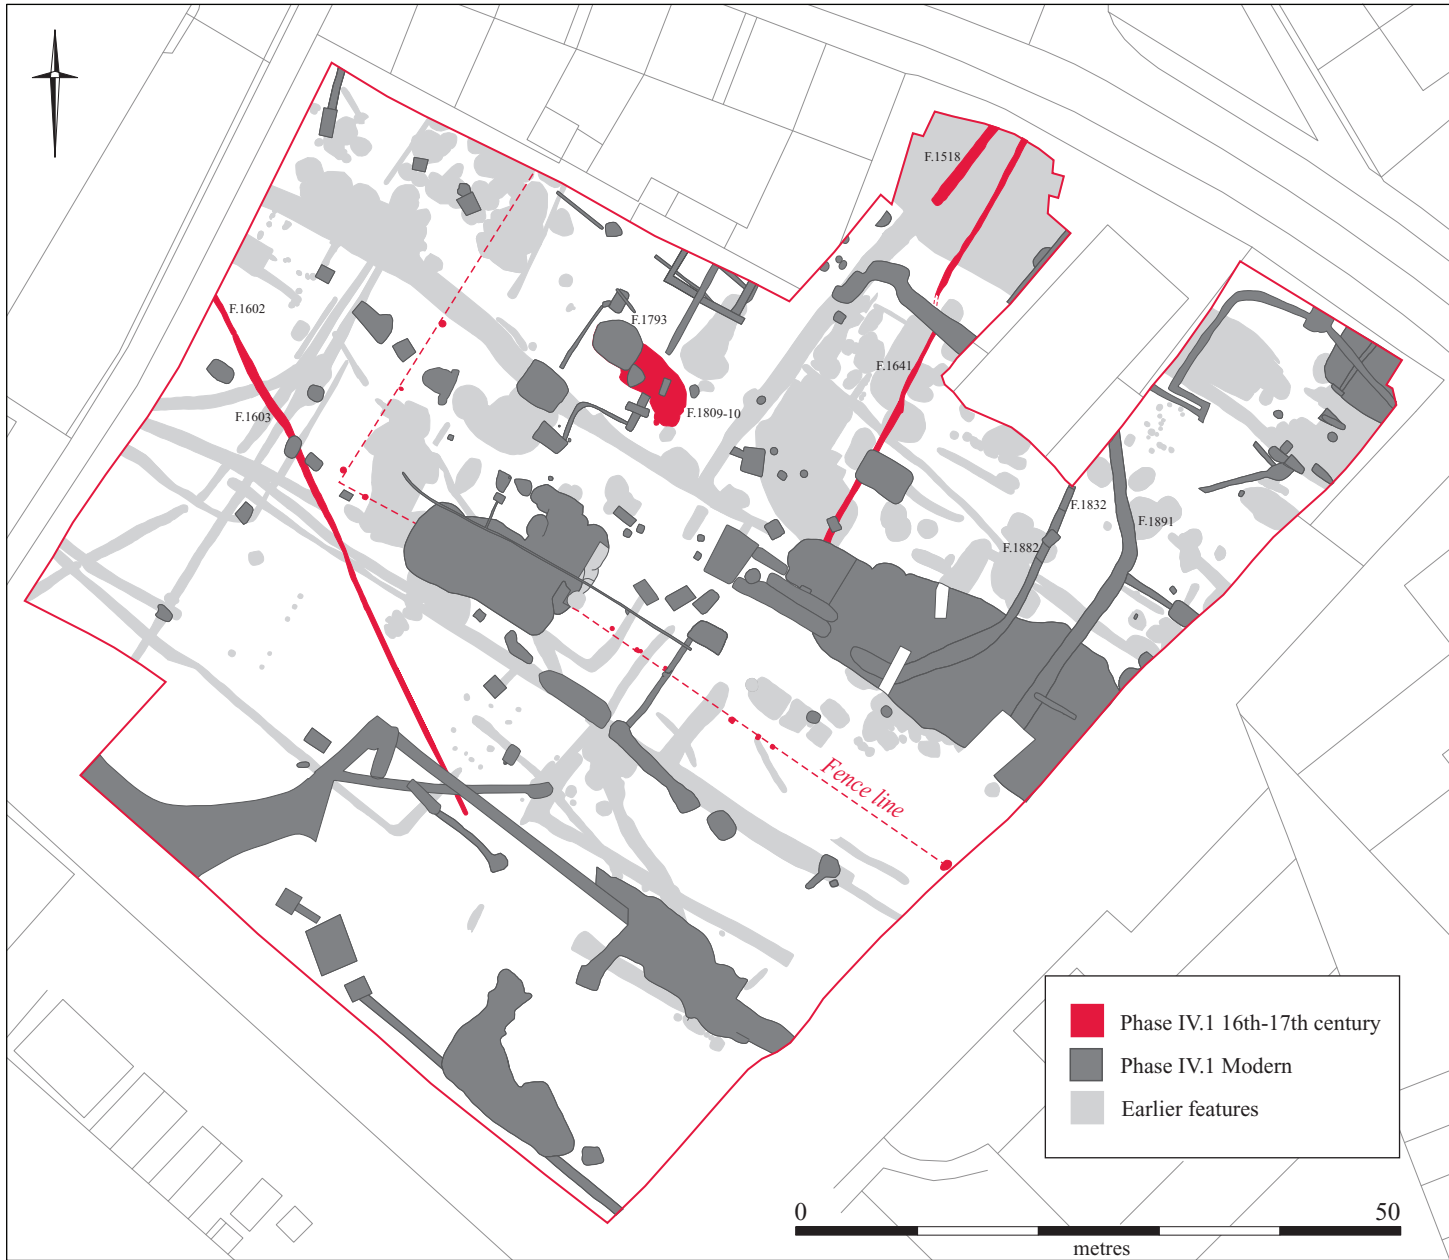 F.1518
F.1602
F.1793
F.1641
F.1603
F.1809-10
F.1832
F.1891
F.1882
Fence line
Phase IV.1 16th-17th century
Phase IV.1 Modern
Earlier features
0
50
metres